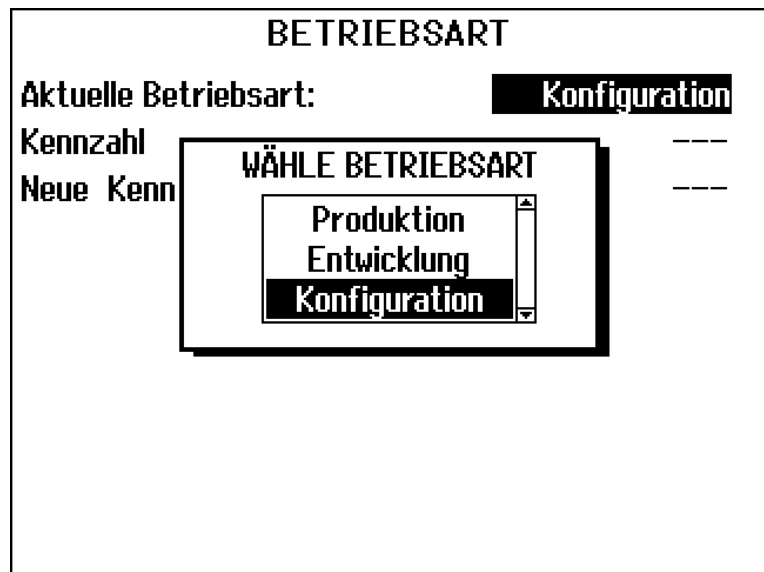 BETRIEBSART
Aktuelle Betriebsart: Konfiguration
Kennzahl ---
Neue Kenn ---
WÄHLE BETRIEBSART
Produktion
Entwicklung
Konfiguration